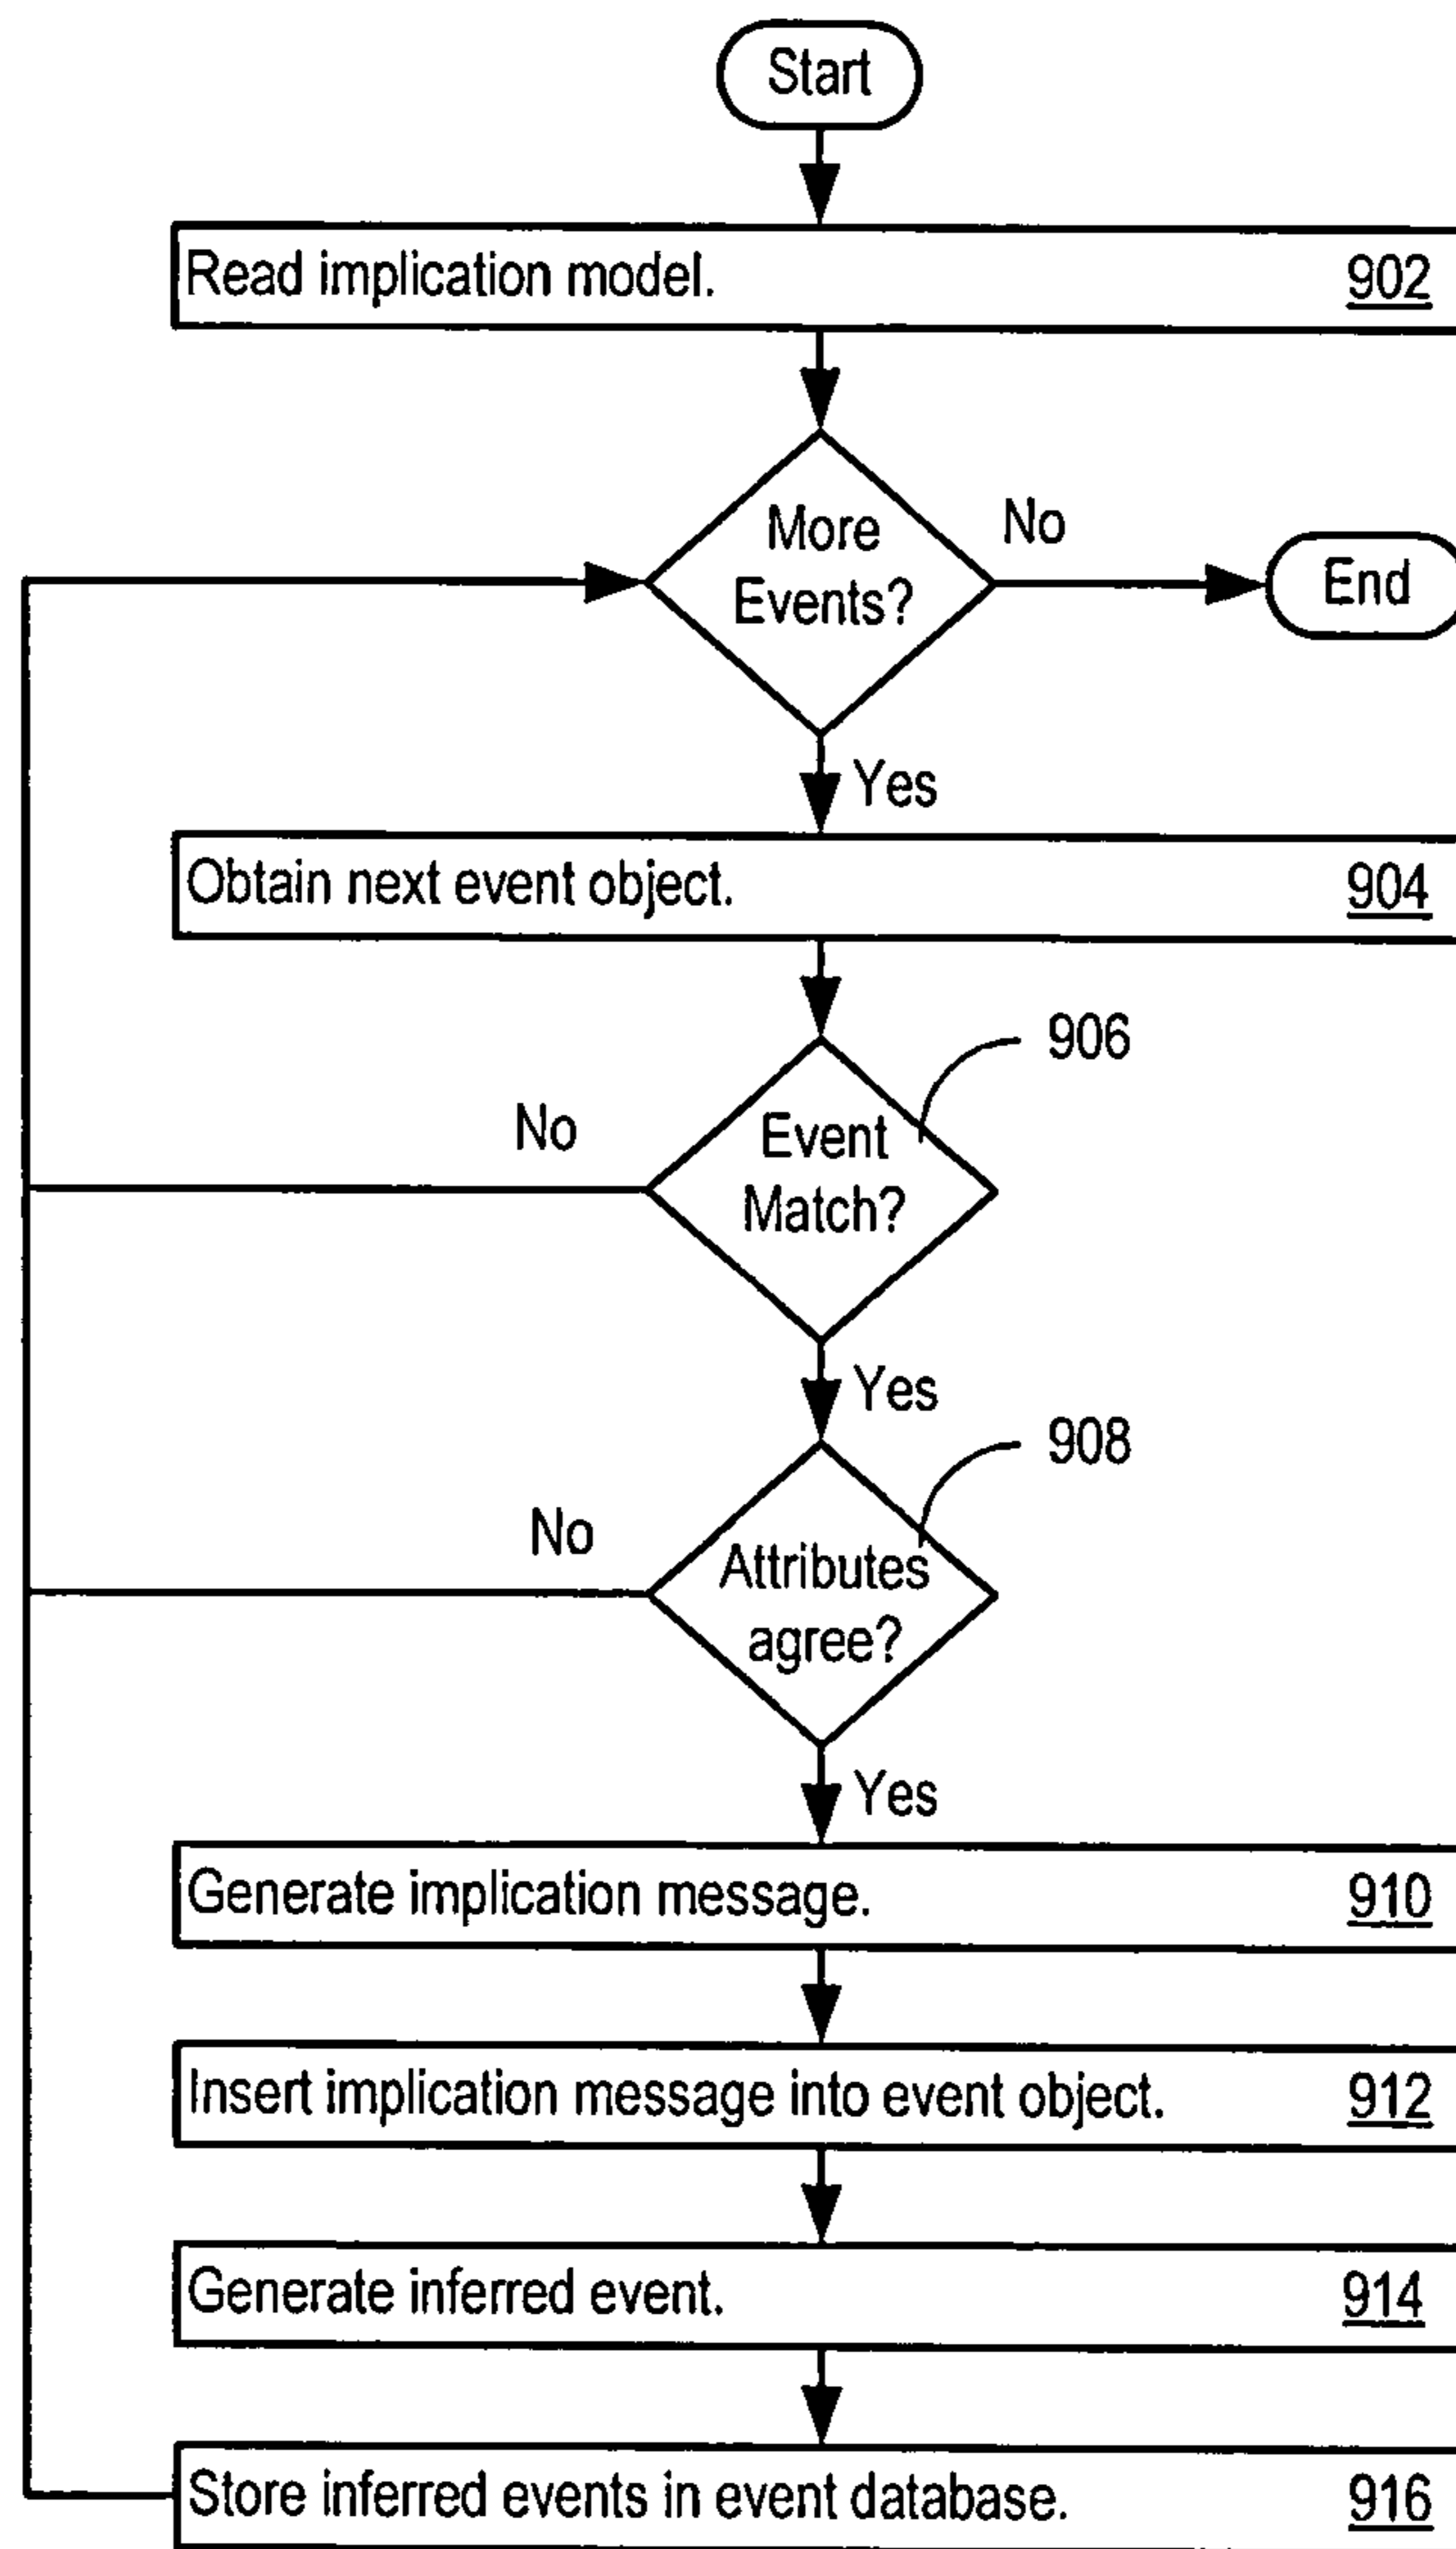 Start
Read implication model. 902
More
Events?
No
End
Yes
Obtain next event object. 904
906
Event
Match?
No
Yes
908
Attributes
agree?
No
Yes
Generate implication message. 910
Insert implication message into event object. 912
Generate inferred event. 914
Store inferred events in event database. 916